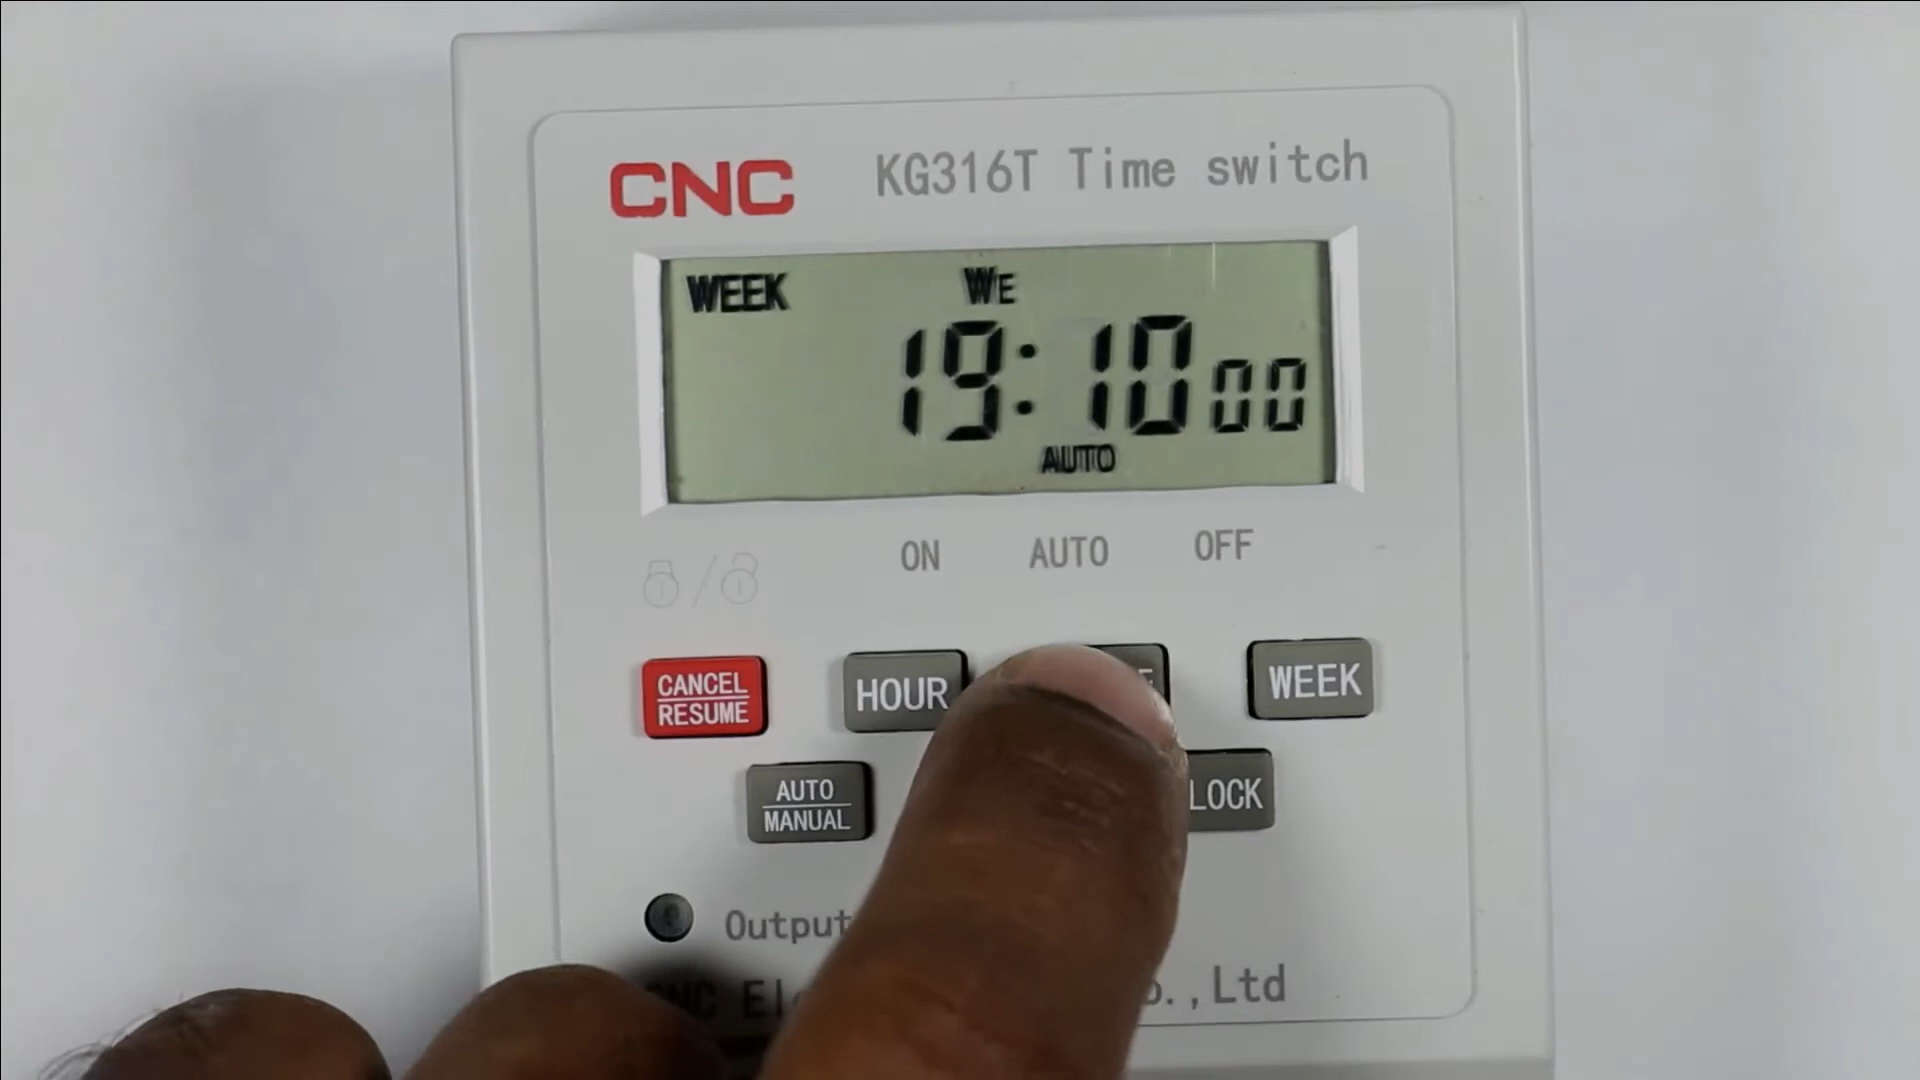 CNC KG316T Time switch
WEEK WE
19:10 00
AUTO
ON AUTO OFF
CANCEL RESUME
HOUR
WEEK
AUTO MANUAL
LOCK
Output
,Ltd